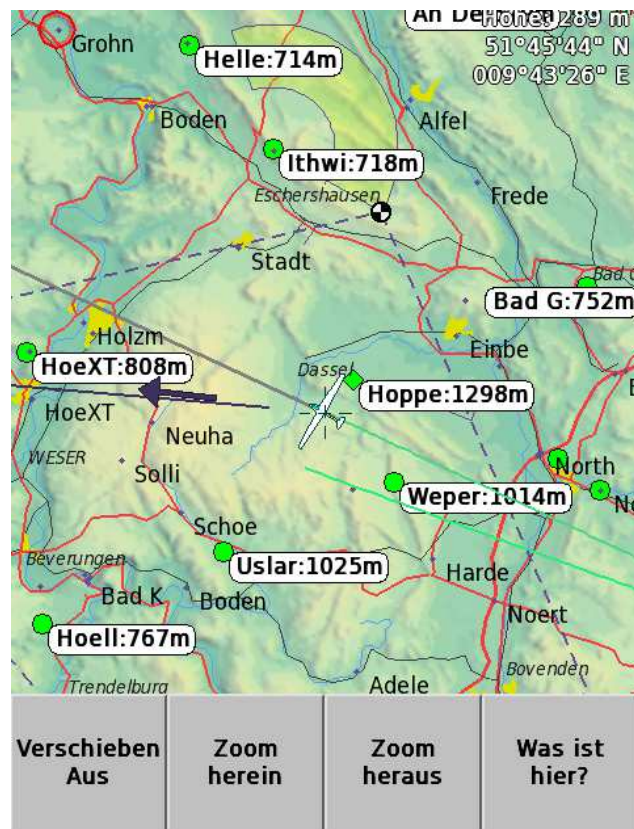 Höhe: 289 m
51°45'44" N
009°43'26" E
Grohn
Helle:714m
Boden
Alfel
Ithwi:718m
Eschershausen
Frede
Stadt
Bad G:752m
Holzm
Einbe
HoeXT:808m
Dassel
Hoppe:1298m
HoeXT
Neuha
WESER
Solli
North
Weper:1014m
Schoe
Uslar:1025m
Beverungen
Harde
Bad K
Boden
Noert
Hoell:767m
Bovenden
Trendelburg
Adele
Verschieben
Aus
Zoom
herein
Zoom
heraus
Was ist
hier?